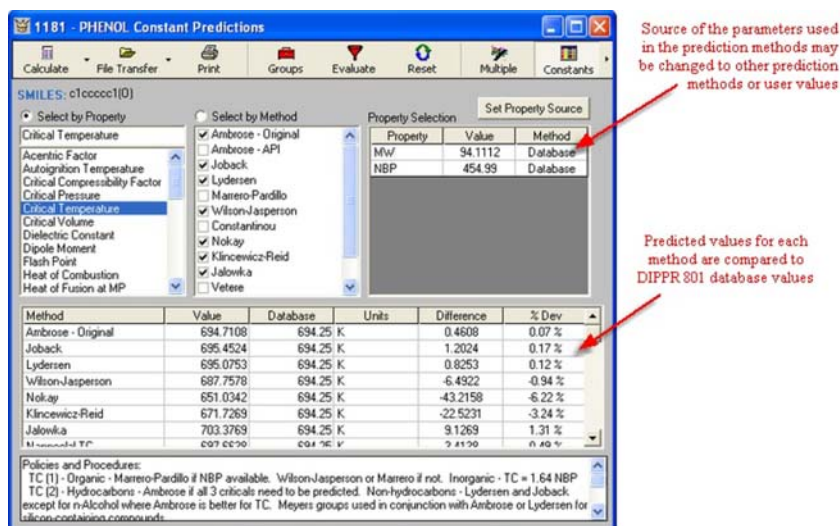 1181 - PHENOL Constant Predictions
Calculate File Transfer Print Groups Evaluate Reset Multiple Constants
SMILES: c1ccccc1(O)
Set Property Source
Select by Property
Critical Temperature
Acentric Factor
Autoignition Temperature
Critical Compressibility Factor
Critical Pressure
Critical Temperature
Critical Volume
Dielectric Constant
Dipole Moment
Flash Point
Heat of Combustion
Heat of Fusion at MP
Select by Method
Ambrose - Original
Ambrose - API
Joback
Lydersen
Marrero-Pardillo
Wilson-Jasperson
Constantinou
Nokay
Klincewicz-Reid
Jalowka
Vetere
Property Selection
Property Value Method
MW 94.1112 Database
NBP 454.99 Database
Method Value Database Units Difference % Dev
Ambrose - Original 694.7108 694.25 K 0.4608 0.07 %
Joback 695.4524 694.25 K 1.2024 0.17 %
Lydersen 695.0753 694.25 K 0.8253 0.12 %
Wilson-Jasperson 687.7578 694.25 K -6.4922 -0.94 %
Nokay 651.0342 694.25 K -43.2158 -6.22 %
Klincewicz-Reid 671.7269 694.25 K -22.5231 -3.24 %
Jalowka 703.3769 694.25 K 9.1269 1.31 %
697.6628 694.25 K 3.4128 0.49 %
Policies and Procedures:
TC (1) - Organic - Marrero-Pardillo if NBP available. Wilson-Jasperson or Marrero if not. Inorganic - TC = 1.64 NBP
TC (2) - Hydrocarbons - Ambrose if all 3 criticals need to be predicted. Non-hydrocarbons - Lydersen and Joback
except for n-Alcohol where Ambrose is better for TC. Meyers groups used in conjunction with Ambrose or Lydersen for
silicon-containing compounds
Source of the parameters used
in the prediction methods may
be changed to other prediction
methods or user values
Predicted values for each
method are compared to
DIPPR 801 database values